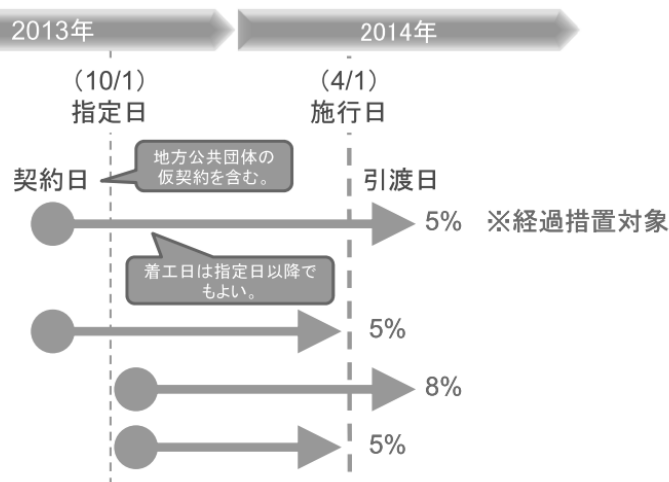 2013年
2014年
(10/1)
指定日
(4/1)
施行日
地方公共団体の
仮契約を含む。
契約日
引渡日
5% ※経過措置対象
着工日は指定日以降で
もよい。
5%
8%
5%